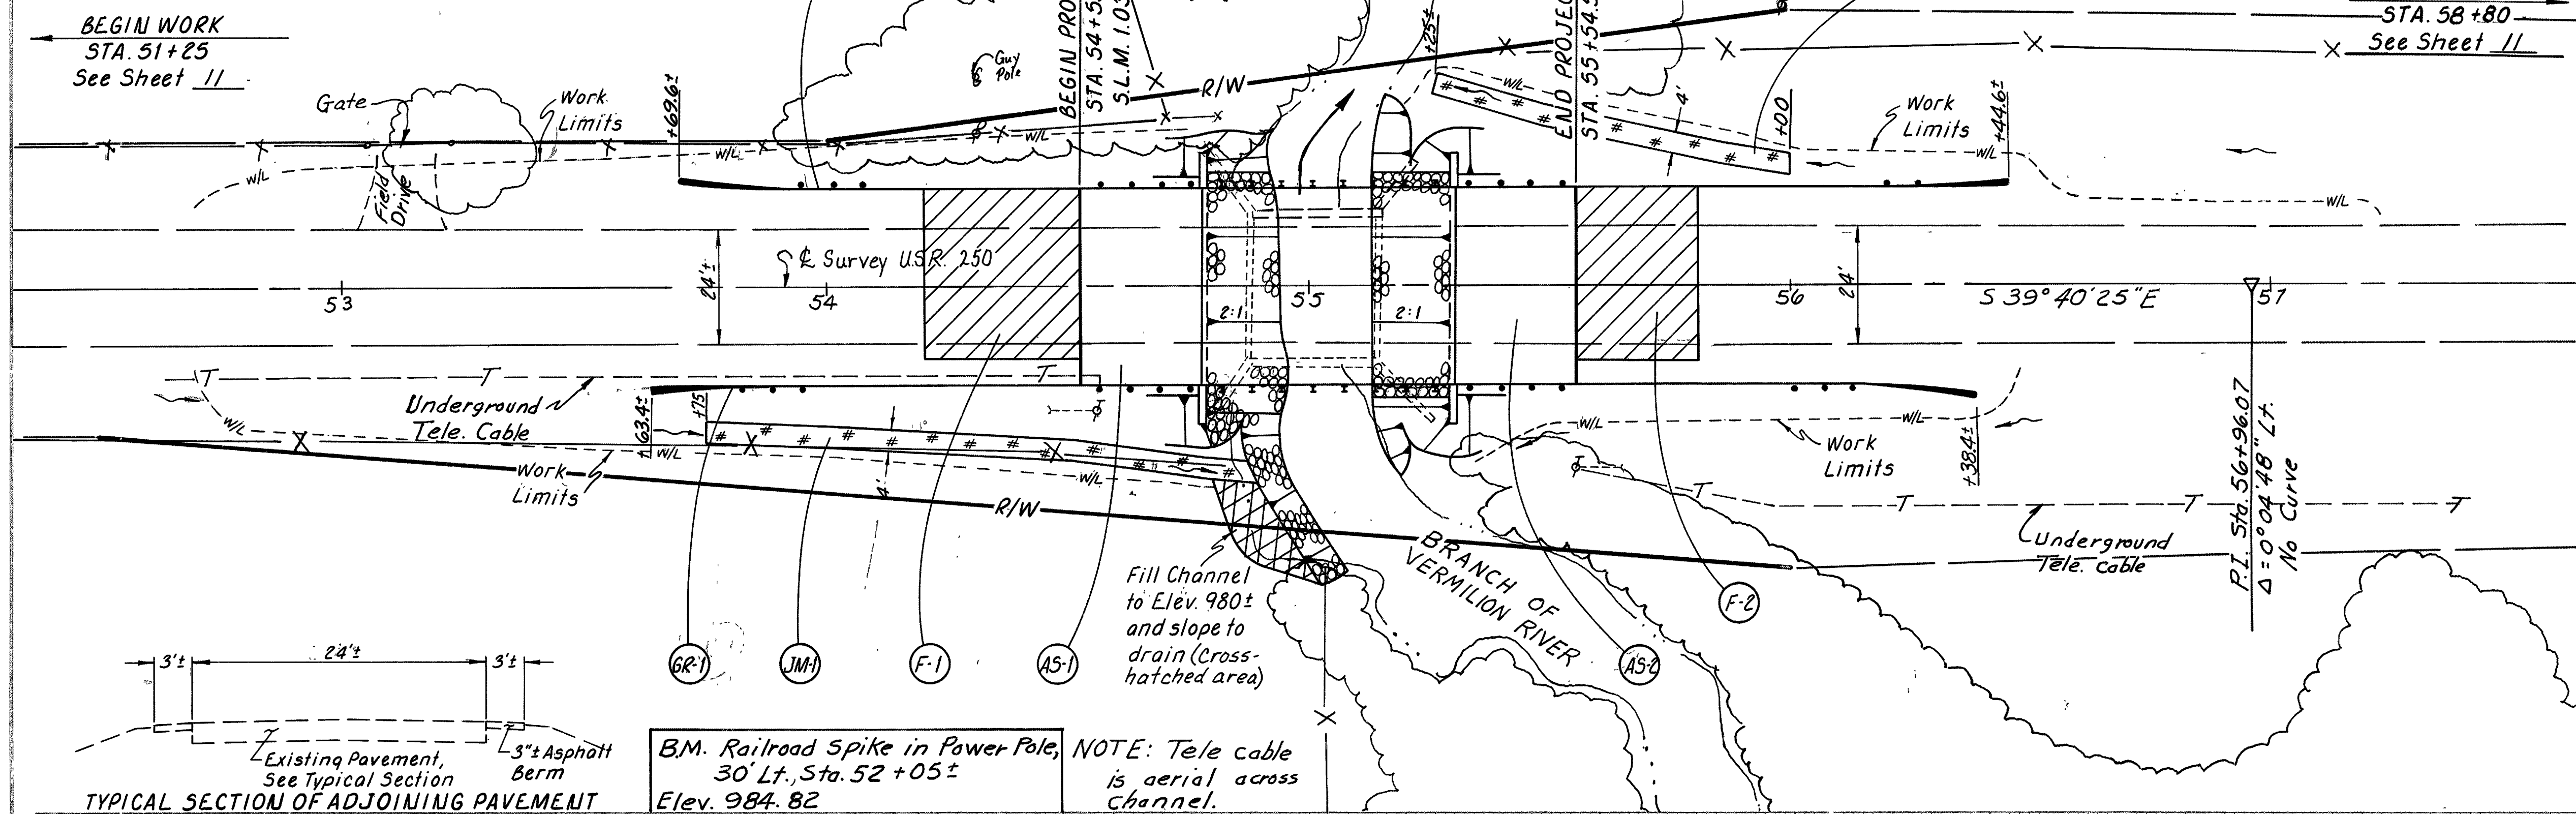 BEGIN WORK
STA. 51+25
See Sheet 11
STA. 58+80
See Sheet 11
BEGIN PRO
STA. 54+5
S.L.M. 1.03
END PROJEC
STA. 55+54.5
Guy
Pole
Gate
Work
Limits
+69.6±
R/W
+25±
W/L
4'
+00
Work
Limits
+44.6±
W/L
W/L
W/L
W/L
W/L
Field
Drive
24'±
₠ Survey U.S.R. 250
53
54
55
56
57
2:1
2:1
24'
S 39° 40' 25" E
T
T
T
Underground
Tele. Cable
+63.4±
+75
W/L
W/L
W/L
Work
Limits
4'
R/W
W/L
W/L
Work
Limits
+38.4±
T
T
T
T
Underground
Tele. Cable
P.I. Sta. 56+96.07
Δ = 0° 04' 48" Lt.
No Curve
BRANCH OF
VERMILION RIVER
Fill Channel
to Elev. 980±
and slope to
drain (Cross-
hatched area)
GR-1
JM-1
F-1
AS-1
AS-2
F-2
3'±
24'±
3'±
Existing Pavement,
See Typical Section
3"± Asphalt
Berm
TYPICAL SECTION OF ADJOINING PAVEMENT
B.M. Railroad Spike in Power Pole,
30' Lt., Sta. 52+05±
Elev. 984.82
NOTE: Tele cable
is aerial across
channel.